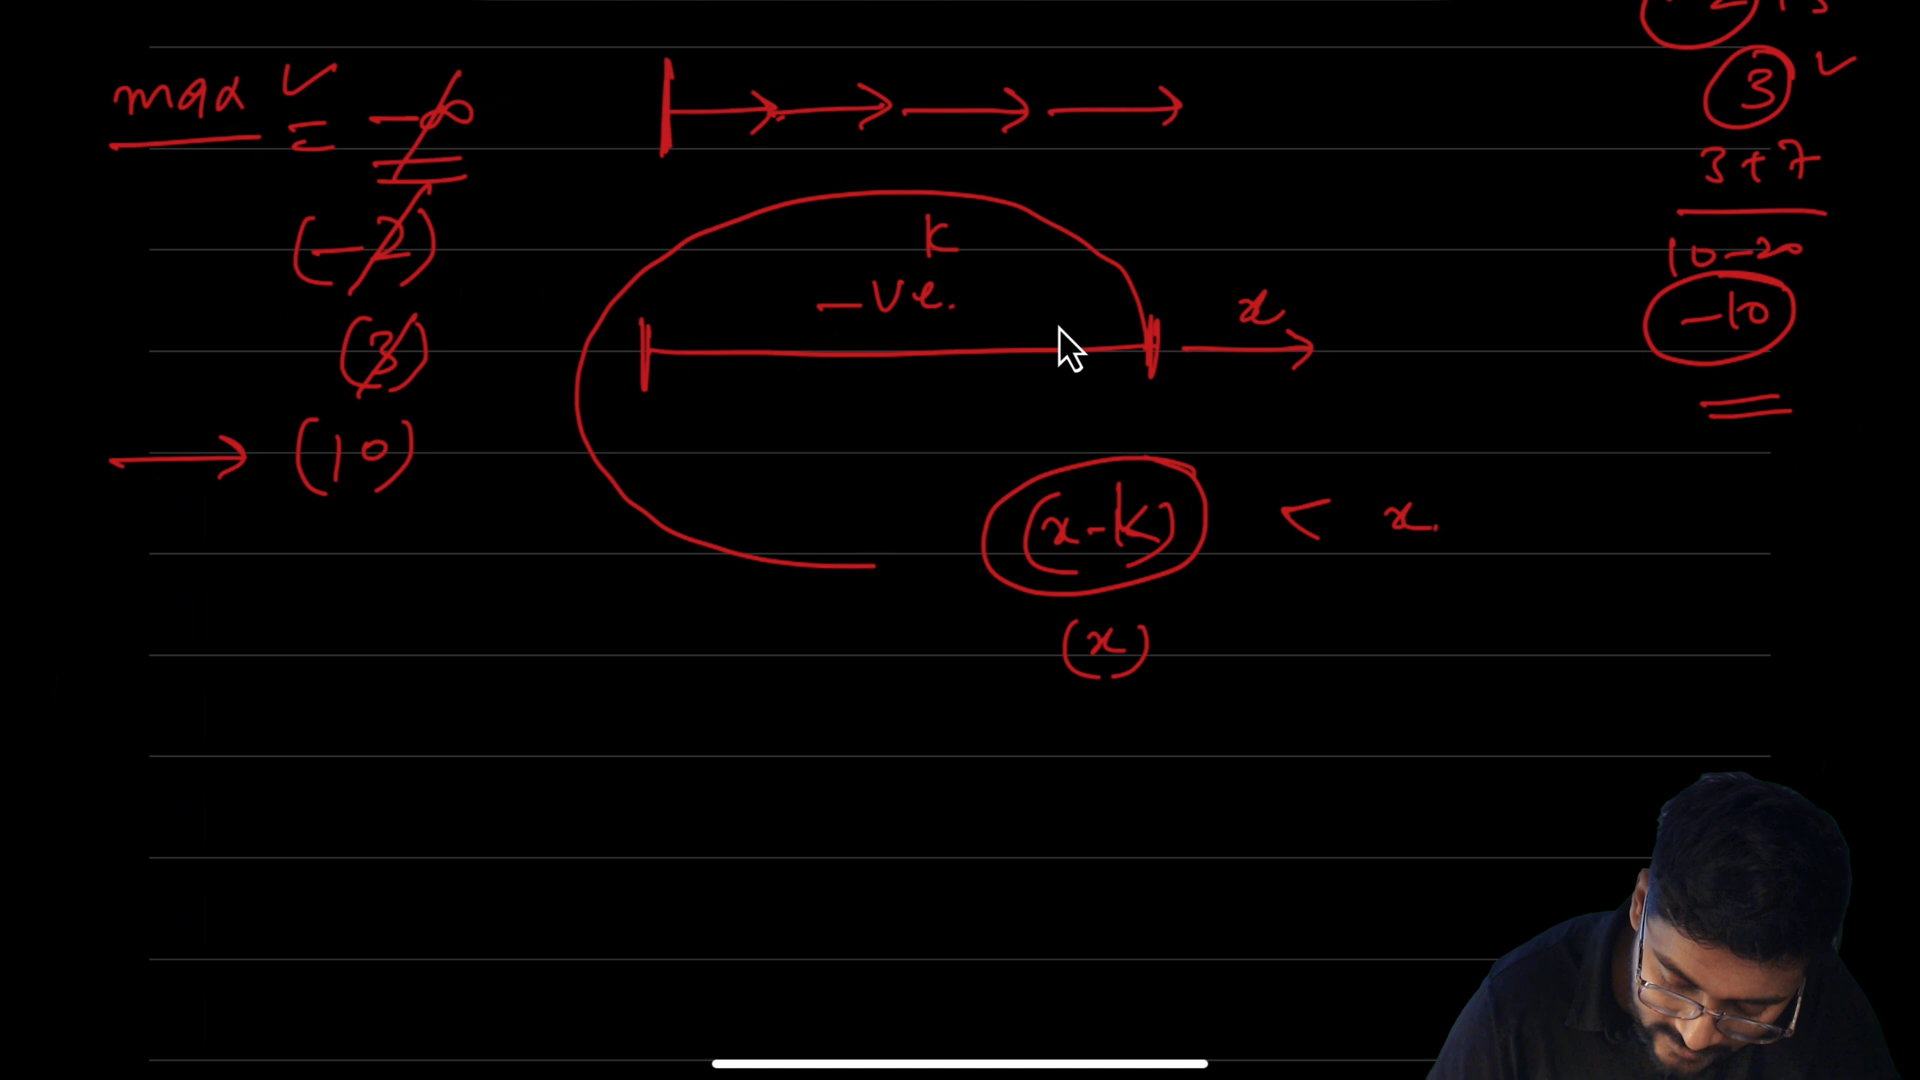 max = -∞
(-2)
(3)
(10)
k
-ve.
x
(x-k) < x.
(x)
3
3+7
10-20
-10